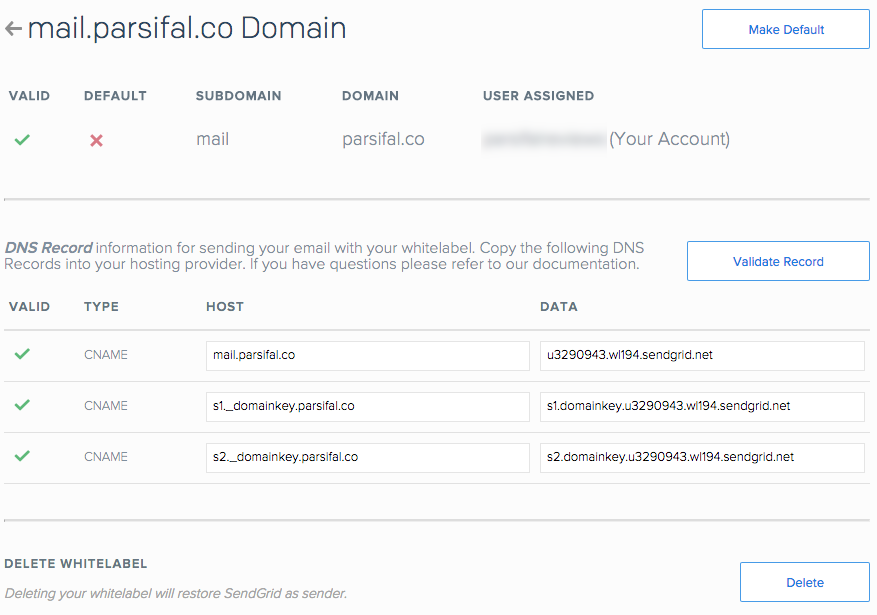 mail.parsifal.co Domain
Make Default
VALID DEFAULT SUBDOMAIN DOMAIN USER ASSIGNED
mail parsifal.co (Your Account)
DNS Record information for sending your email with your whitelabel. Copy the following DNS
Records into your hosting provider. If you have questions please refer to our documentation.
Validate Record
VALID TYPE HOST DATA
CNAME mail.parsifal.co u3290943.wl194.sendgrid.net
CNAME s1._domainkey.parsifal.co s1.domainkey.u3290943.wl194.sendgrid.net
CNAME s2._domainkey.parsifal.co s2.domainkey.u3290943.wl194.sendgrid.net
DELETE WHITELABEL
Deleting your whitelabel will restore SendGrid as sender.
Delete